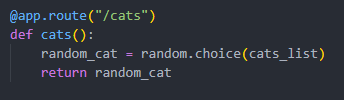 @app.route("/cats")
def cats():
    random_cat = random.choice(cats_list)
    return random_cat